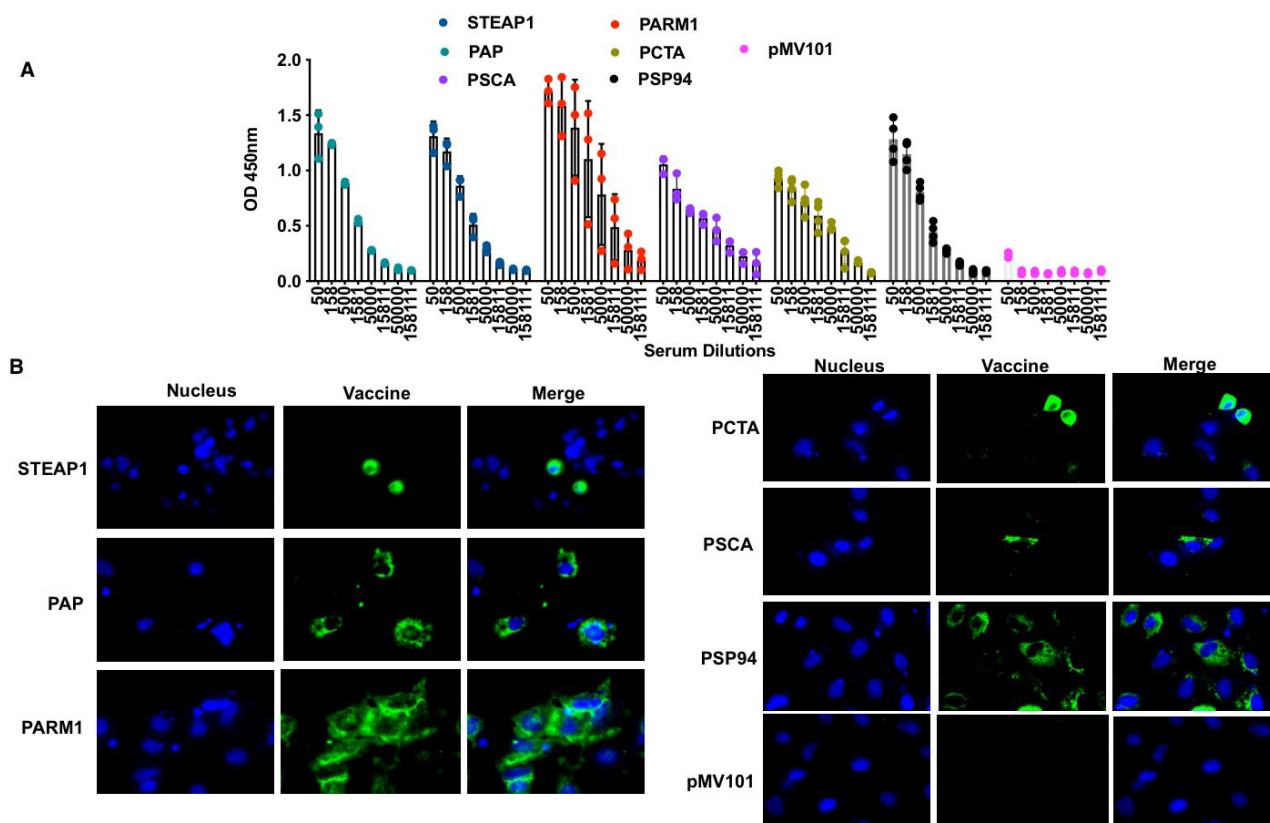 STEAP1
PAP
PSCA
PARM1
PCTA
PSP94
pMV101
A
OD 450nm
2.0
1.5
1.0
0.5
0.0
50 158 500 1581 5000 15811 50000 158111
50 158 500 1581 5000 15811 50000 158111
50 158 500 1581 5000 15811 50000 158111
50 158 500 1581 5000 15811 50000 158111
50 158 500 1581 5000 15811 50000 158111
50 158 500 1581 5000 15811 50000 158111
50 158 500 1581 5000 15811 50000 158111
Serum Dilutions
B
Nucleus Vaccine Merge
STEAP1
PAP
PARM1
Nucleus Vaccine Merge
PCTA
PSCA
PSP94
pMV101